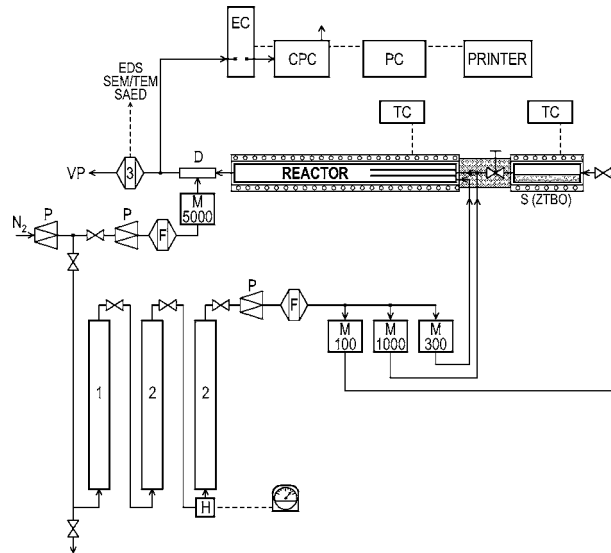 EC
CPC
PC
PRINTER
EDS
SEM/TEM
SAED
TC
TC
D
VP
3
REACTOR
M
5000
S (ZTBO)
N₂
P
P
F
P
F
M
100
M
1000
M
300
1
2
2
H